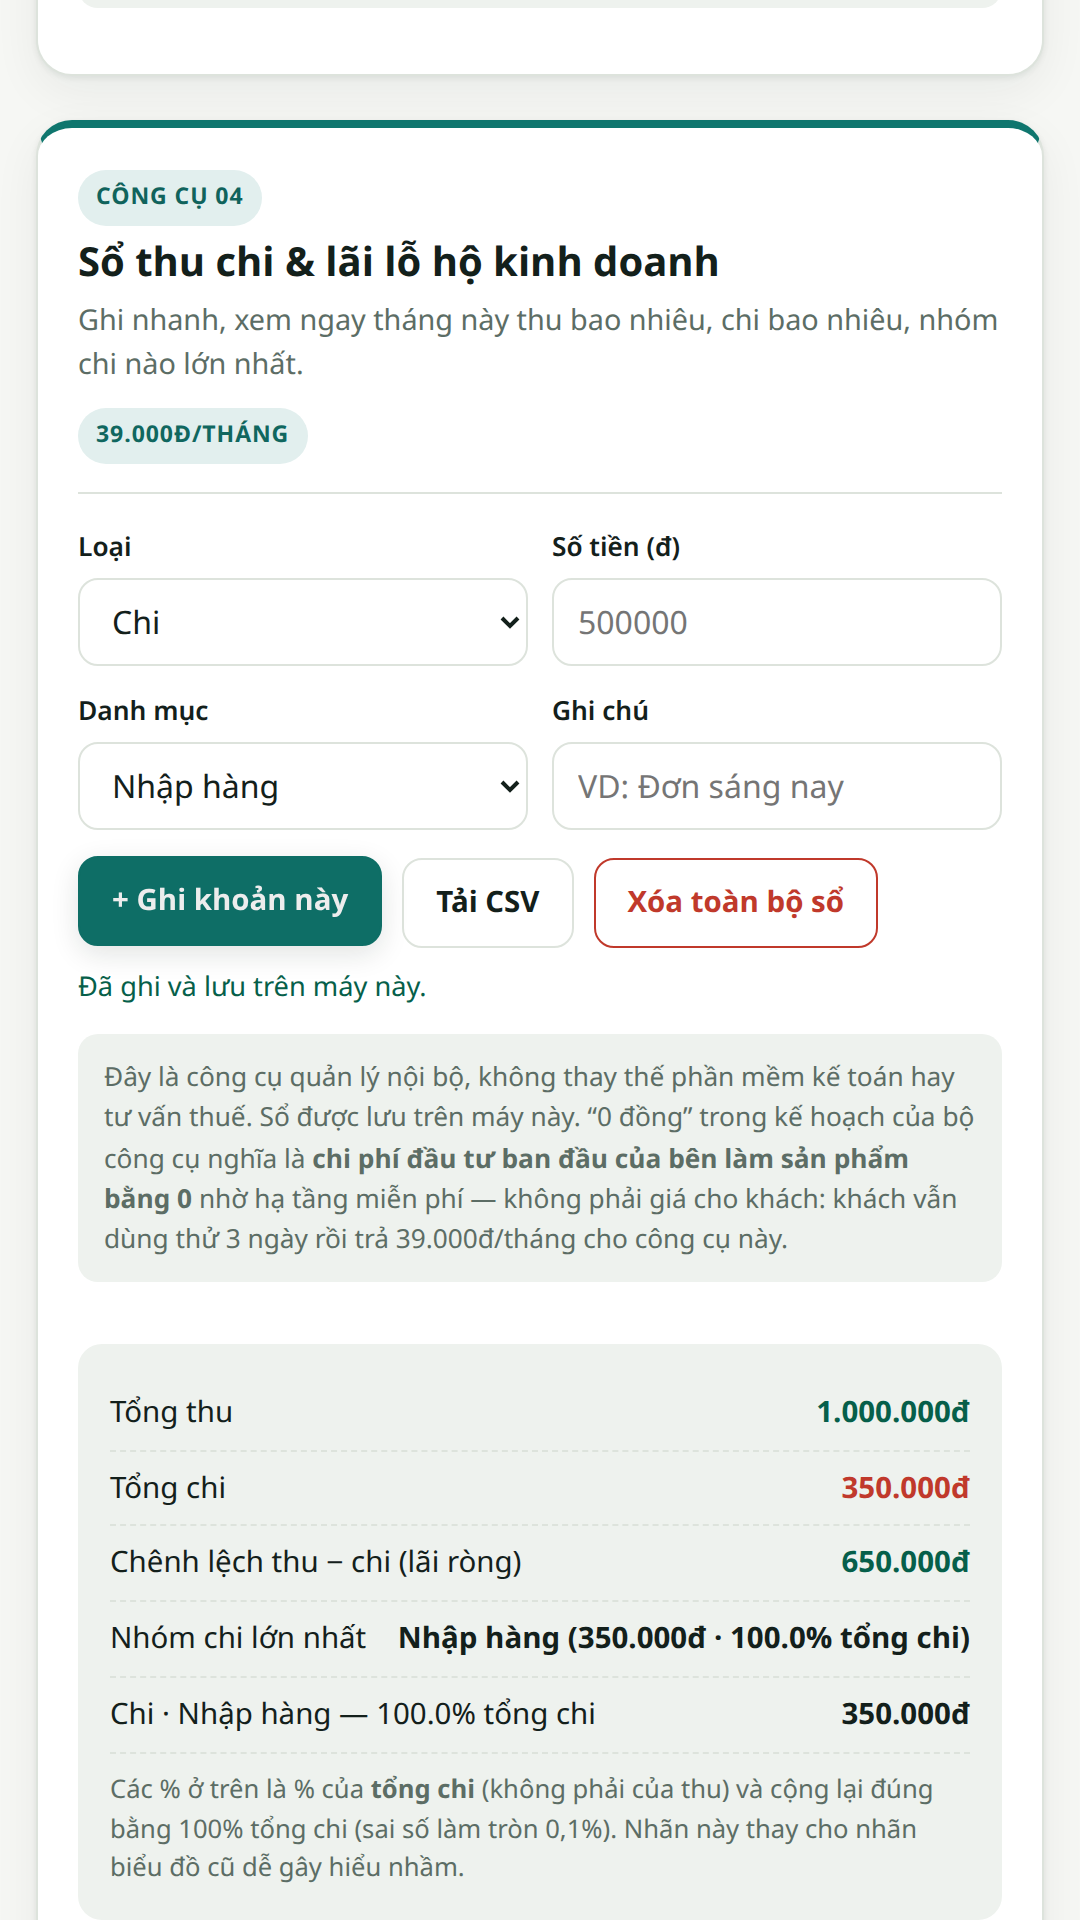 CÔNG CỤ 04
Sổ thu chi & lãi lỗ hộ kinh doanh
Ghi nhanh, xem ngay tháng này thu bao nhiêu, chi bao nhiêu, nhóm
chi nào lớn nhất.
39.000Đ/THÁNG
Loại
Số tiền (đ)
Chi
500000
Danh mục
Ghi chú
Nhập hàng
VD: Đơn sáng nay
+ Ghi khoản này
Tải CSV
Xóa toàn bộ sổ
Đã ghi và lưu trên máy này.
Đây là công cụ quản lý nội bộ, không thay thế phần mềm kế toán hay
tư vấn thuế. Sổ được lưu trên máy này. “0 đồng” trong kế hoạch của bộ
công cụ nghĩa là chi phí đầu tư ban đầu của bên làm sản phẩm
bằng 0 nhờ hạ tầng miễn phí — không phải giá cho khách: khách vẫn
dùng thử 3 ngày rồi trả 39.000đ/tháng cho công cụ này.
Tổng thu 1.000.000đ
Tổng chi 350.000đ
Chênh lệch thu − chi (lãi ròng) 650.000đ
Nhóm chi lớn nhất Nhập hàng (350.000đ · 100.0% tổng chi)
Chi · Nhập hàng — 100.0% tổng chi 350.000đ
Các % ở trên là % của tổng chi (không phải của thu) và cộng lại đúng
bằng 100% tổng chi (sai số làm tròn 0,1%). Nhãn này thay cho nhãn
biểu đồ cũ dễ gây hiểu nhầm.